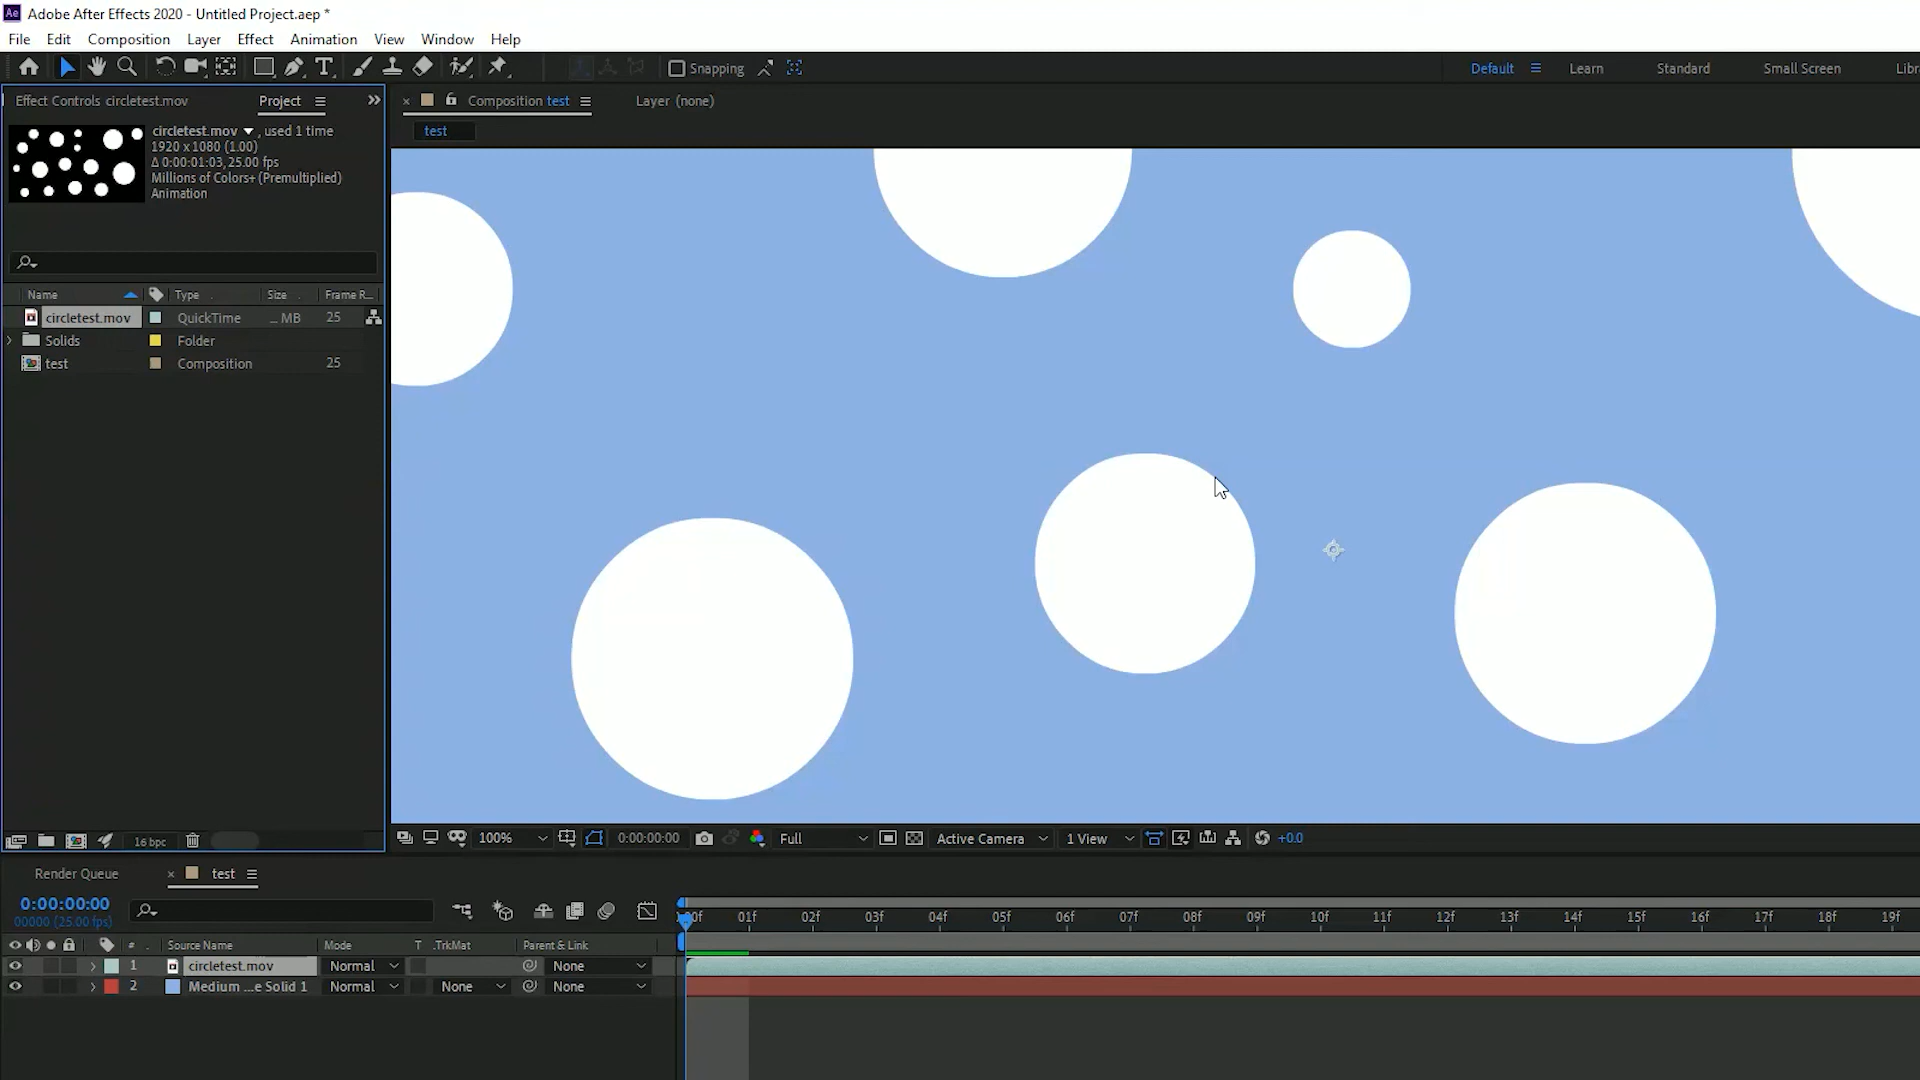 Ae Adobe After Effects 2020 - Untitled Project.aep *
File Edit Composition Layer Effect Animation View Window Help
Snapping Default Learn Standard Small Screen Libr
Effect Controls circletest.mov Project Composition test Layer (none)
test
circletest.mov , used 1 time
1920 x 1080 (1.00)
Δ 0:00:01:03, 25.00 fps
Millions of Colors+ (Premultiplied)
Animation
Name Type Size Frame R...
circletest.mov QuickTime ... MB 25
Solids Folder
test Composition 25
16 bpc 100% 0:00:00:00 Full Active Camera 1 View +0.0
Render Queue test
0:00:00:00
00000 (25.00 fps)
:00f 01f 02f 03f 04f 05f 06f 07f 08f 09f 10f 11f 12f 13f 14f 15f 16f 17f 18f 19f
# Source Name Mode T .TrkMat Parent & Link
1 circletest.mov Normal None
2 Medium ...e Solid 1 Normal None None